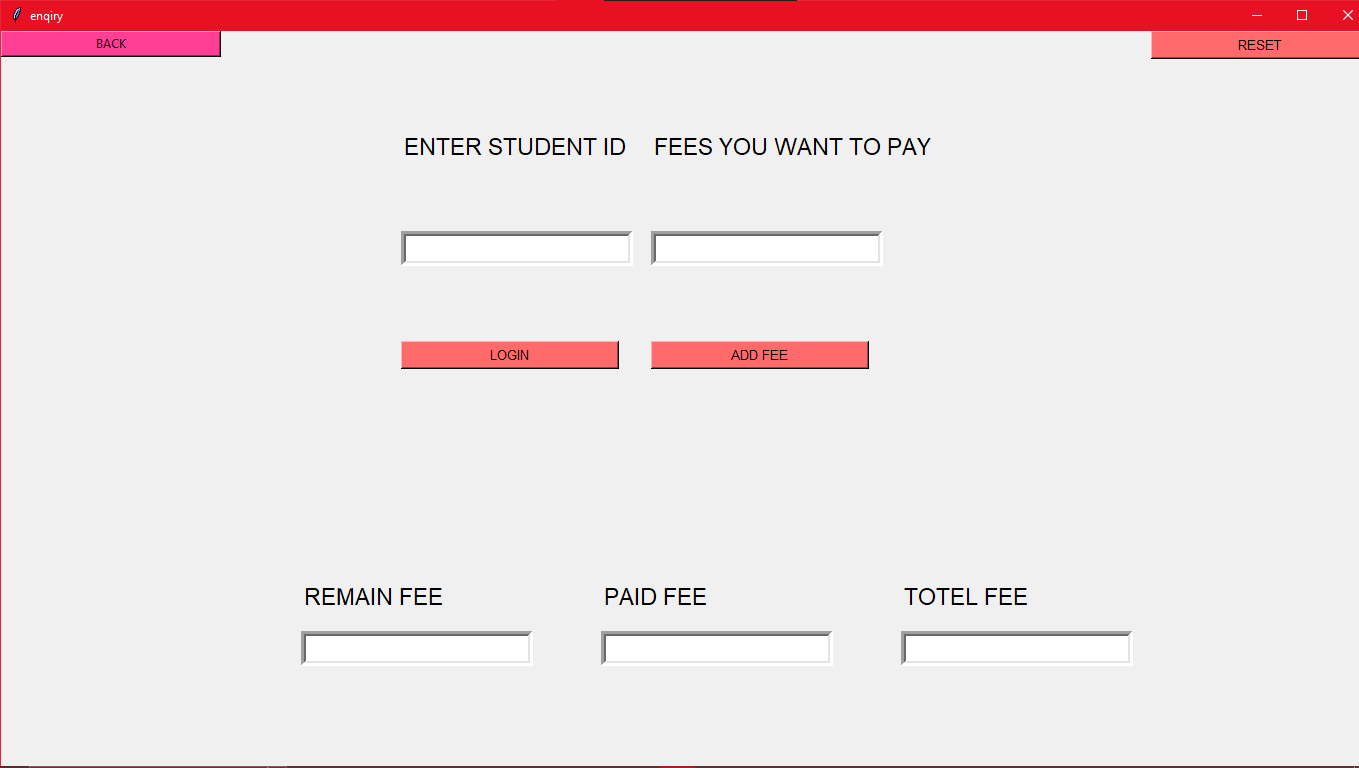 enqiry
BACK
RESET
ENTER STUDENT ID
FEES YOU WANT TO PAY
LOGIN
ADD FEE
REMAIN FEE
PAID FEE
TOTEL FEE